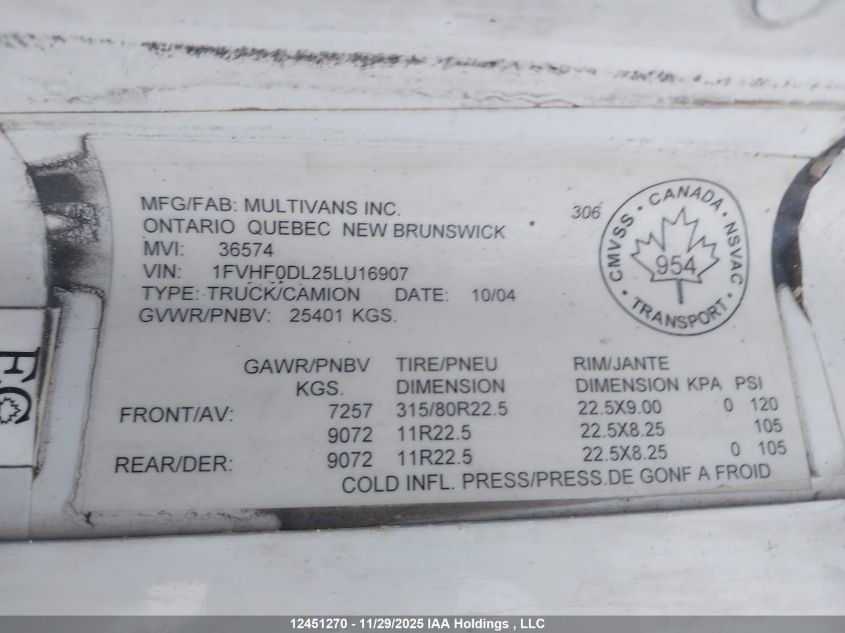 MFG/FAB: MULTIVANS INC. 306
ONTARIO QUEBEC NEW BRUNSWICK
MVI: 36574
VIN: 1FVHF0DL25LU16907
TYPE: TRUCK/CAMION DATE: 10/04
GVWR/PNBV: 25401 KGS.
CMVSS · CANADA · NSVAC · TRANSPORT ·
954
GAWR/PNBV TIRE/PNEU RIM/JANTE
KGS. DIMENSION DIMENSION KPA PSI
FRONT/AV: 7257 315/80R22.5 22.5X9.00 0 120
9072 11R22.5 22.5X8.25 105
REAR/DER: 9072 11R22.5 22.5X8.25 0 105
COLD INFL. PRESS/PRESS.DE GONF A FROID
12451270 - 11/29/2025 IAA Holdings , LLC